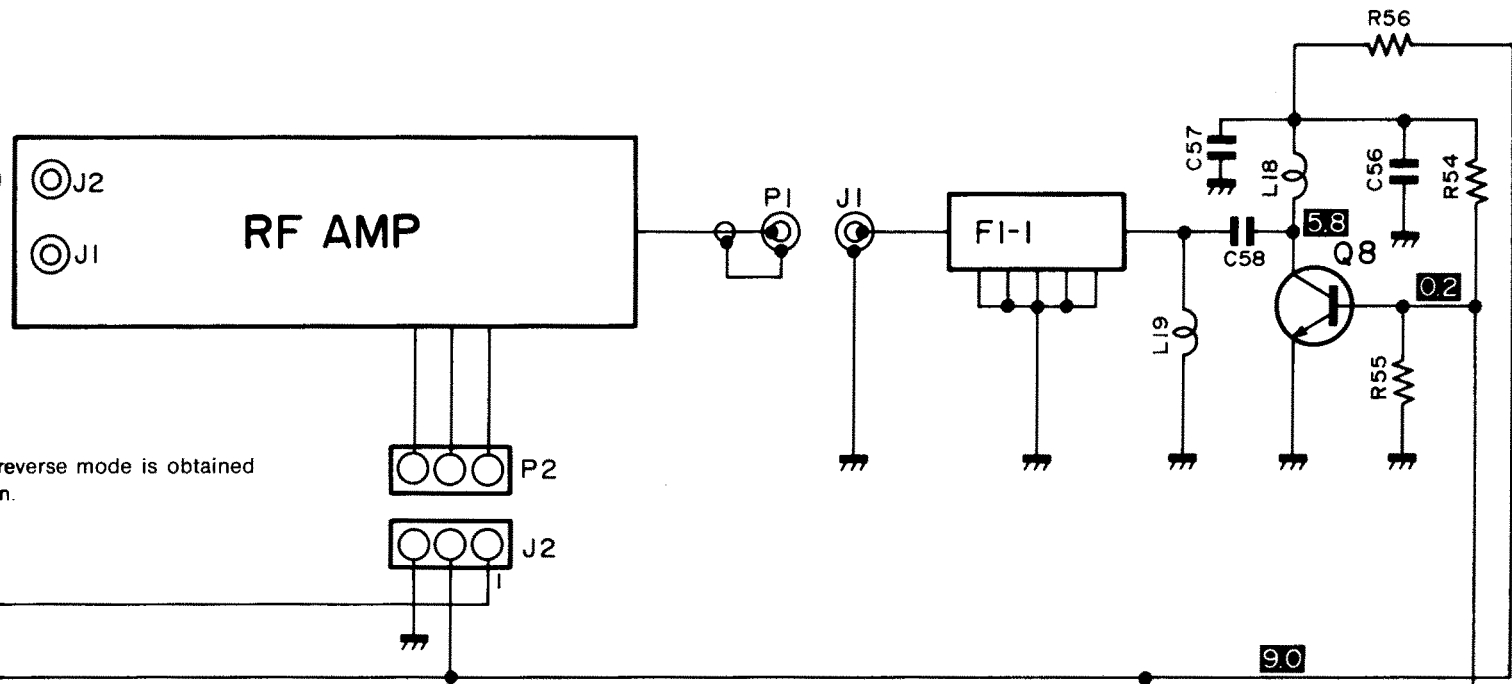 R56
C57
L18
C56
R54
J2
P1
J1
RF AMP
F1-1
5.8
C58
Q8
J1
0.2
L19
R55
reverse mode is obtained
P2
n.
J2
1
9.0